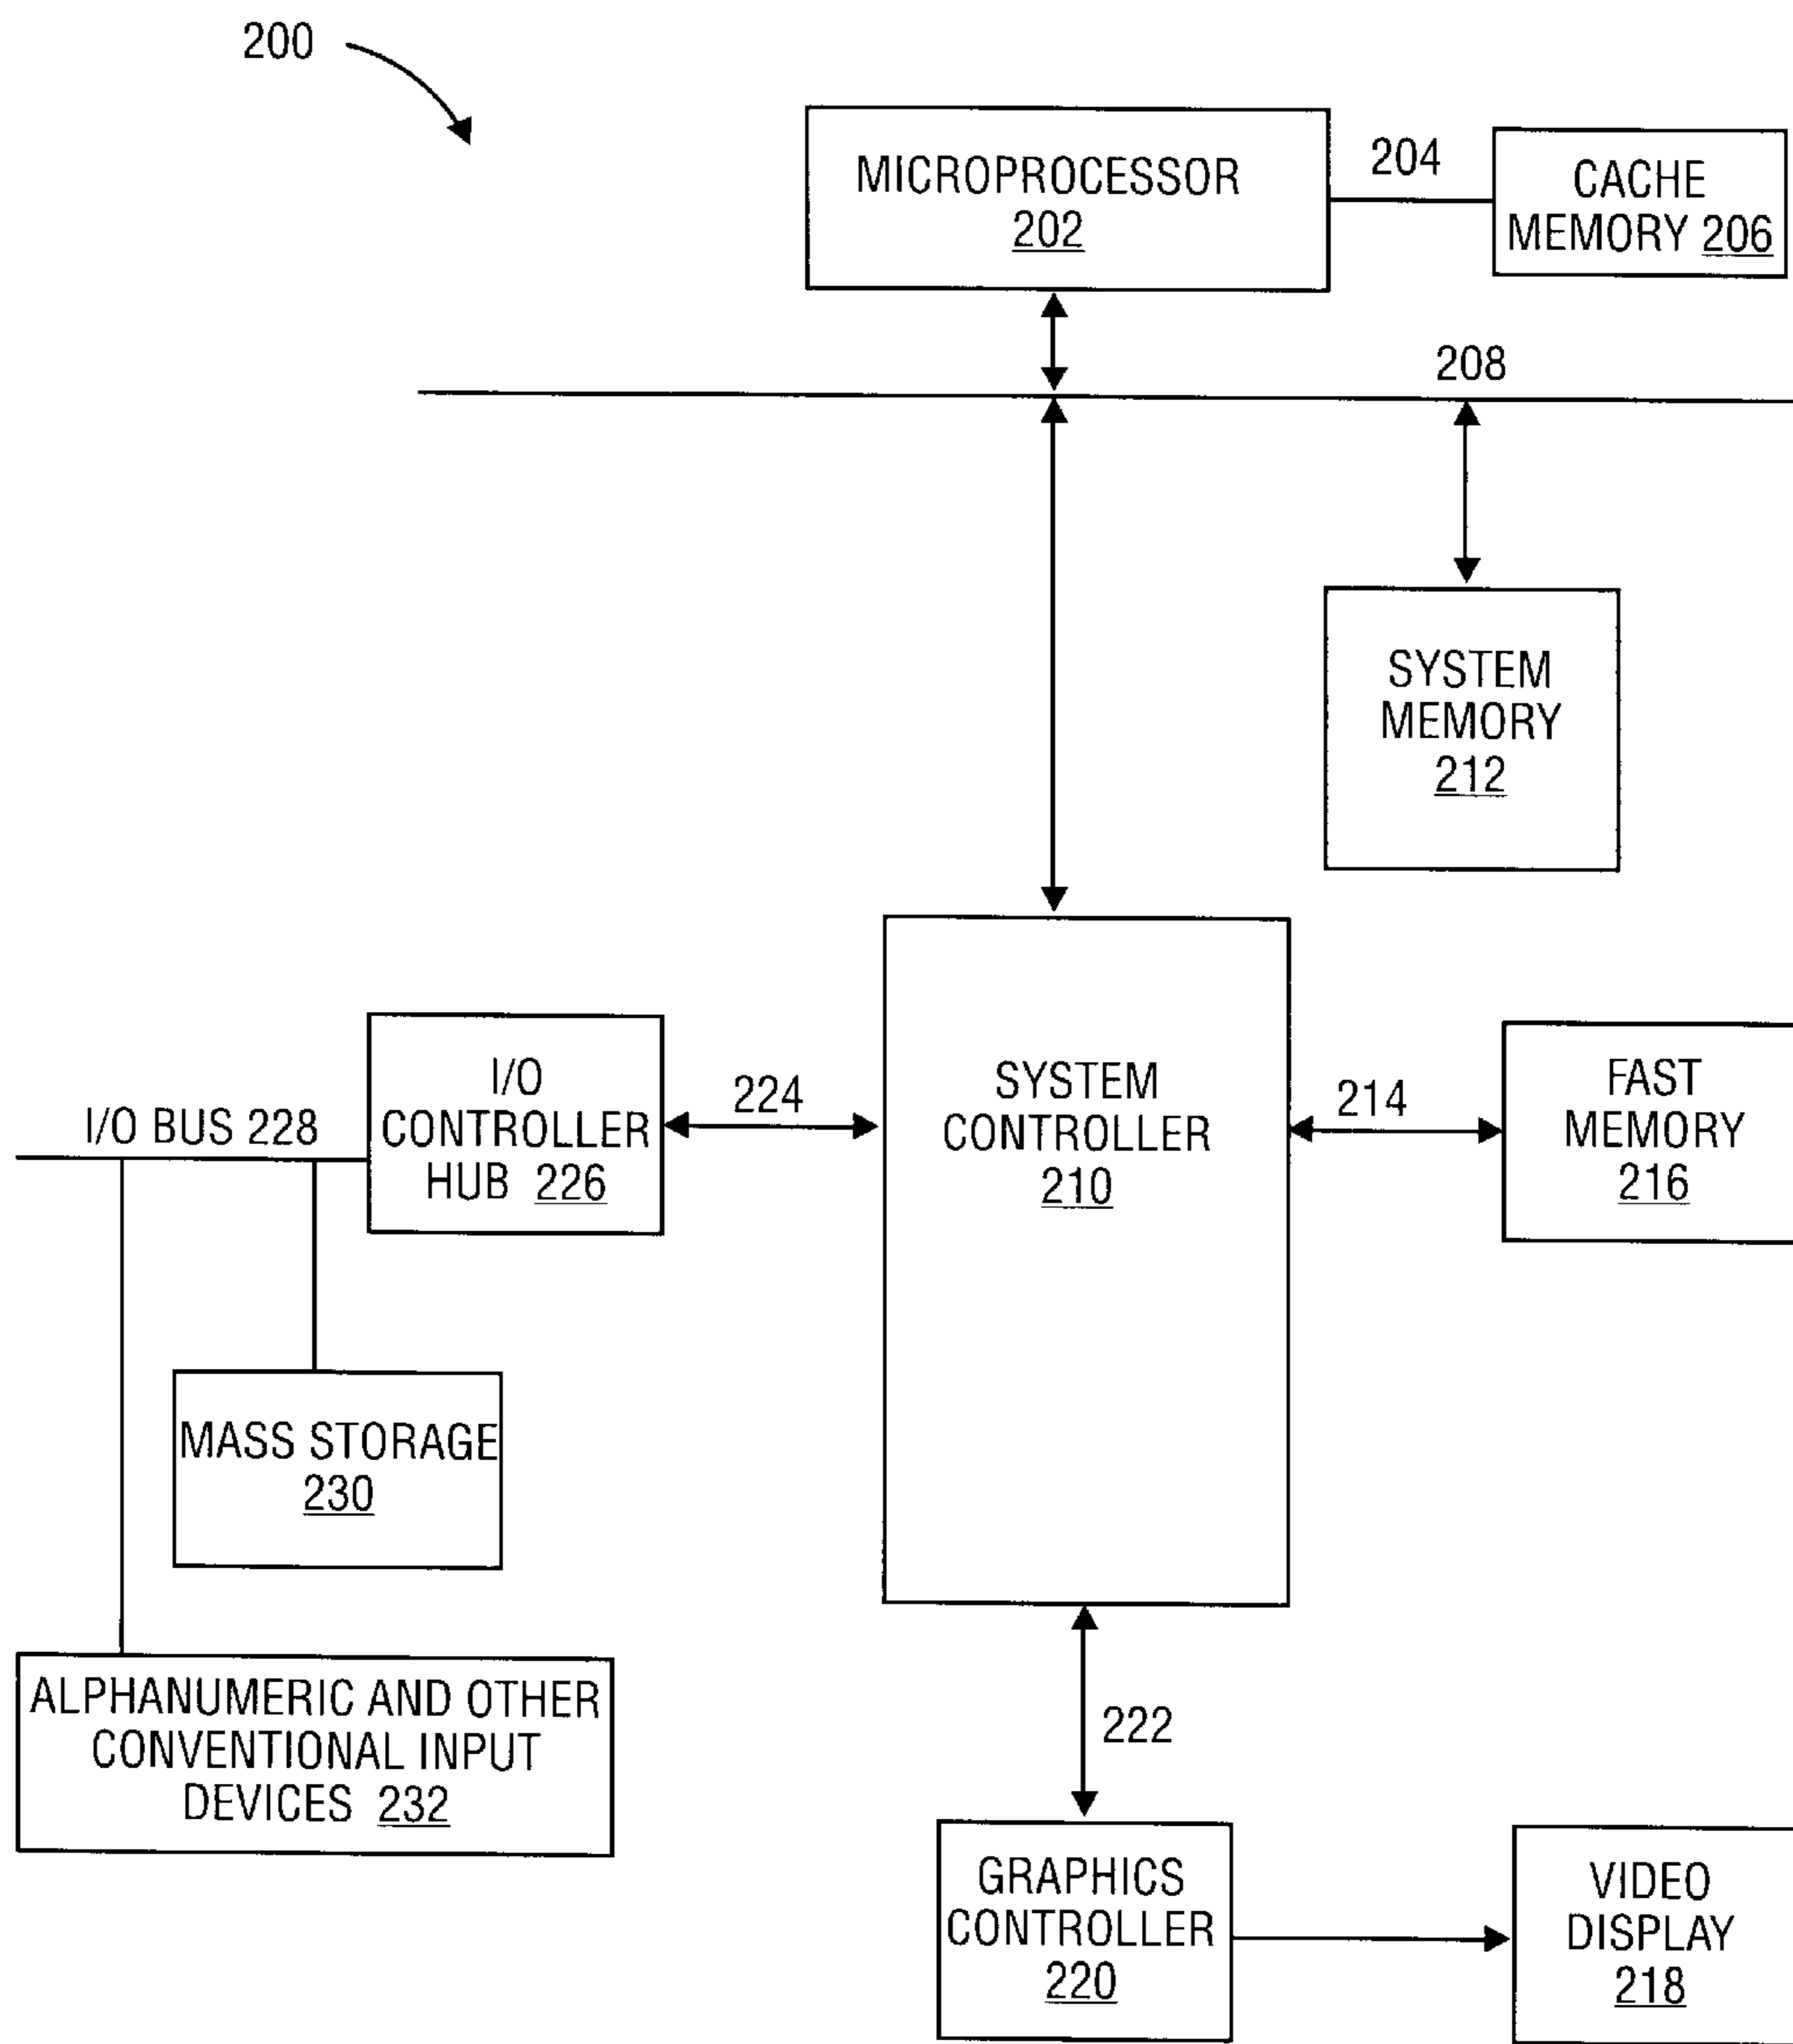 200
MICROPROCESSOR
202
204
CACHE
MEMORY 206
208
SYSTEM
MEMORY
212
I/O BUS 228
I/O
CONTROLLER
HUB 226
224
SYSTEM
CONTROLLER
210
214
FAST
MEMORY
216
MASS STORAGE
230
ALPHANUMERIC AND OTHER
CONVENTIONAL INPUT
DEVICES 232
222
GRAPHICS
CONTROLLER
220
VIDEO
DISPLAY
218